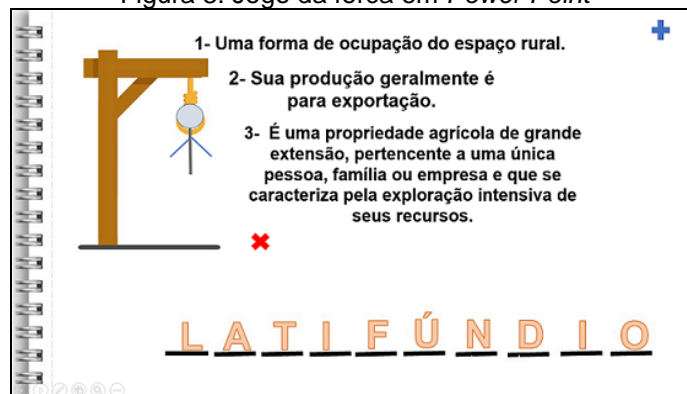 Figura 3: Jogo da forca em Power Point
1- Uma forma de ocupação do espaço rural.
2- Sua produção geralmente é
para exportação.
3- É uma propriedade agrícola de grande
extensão, pertencente a uma única
pessoa, família ou empresa e que se
caracteriza pela exploração intensiva de
seus recursos.
LATIFÚNDIO